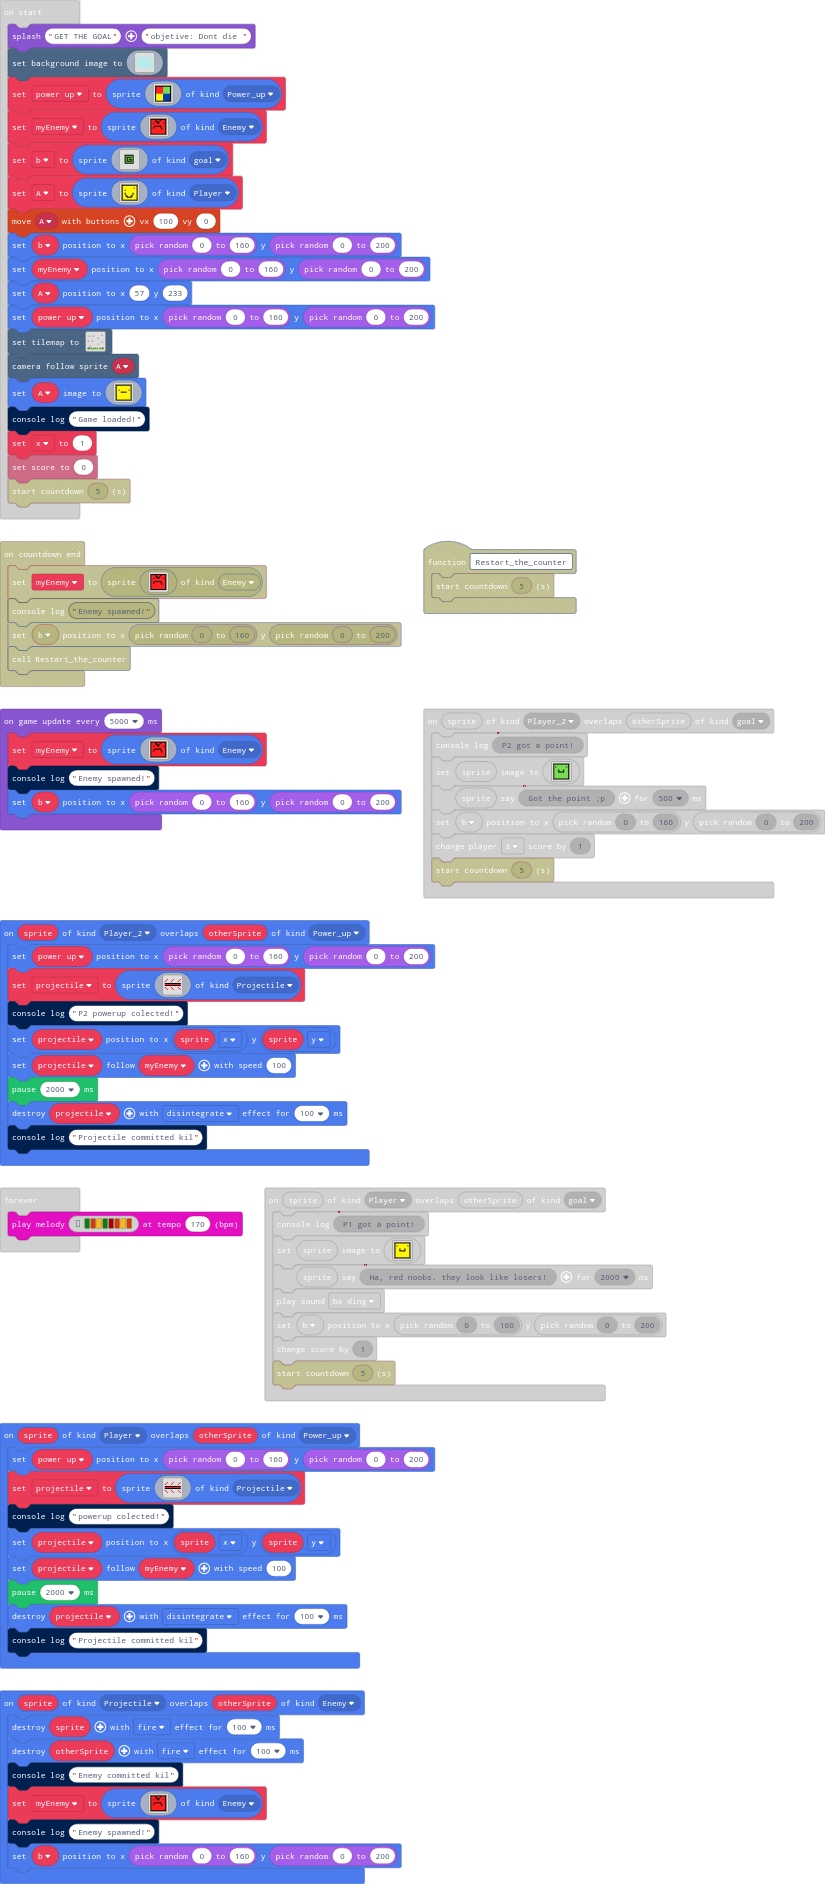 on start
splash "GET THE GOAL" "objetive: Dont die "
set background image to
set power up to sprite of kind Power_up
set myEnemy to sprite of kind Enemy
set b to sprite of kind goal
set A to sprite of kind Player
move A with buttons vx 100 vy 0
set b position to x pick random 0 to 160 y pick random 0 to 200
set myEnemy position to x pick random 0 to 160 y pick random 0 to 200
set A position to x 57 y 233
set power up position to x pick random 0 to 160 y pick random 0 to 200
set tilemap to
camera follow sprite A
set A image to
console log "Game loaded!"
set x to 1
set score to 0
start countdown 5 (s)
on countdown end
set myEnemy to sprite of kind Enemy
console log "Enemy spawned!"
set b position to x pick random 0 to 160 y pick random 0 to 200
call Restart_the_counter
function Restart_the_counter
start countdown 5 (s)
on game update every 5000 ms
set myEnemy to sprite of kind Enemy
console log "Enemy spawned!"
set b position to x pick random 0 to 160 y pick random 0 to 200
on sprite of kind Player_2 overlaps otherSprite of kind goal
console log P2 got a point!
set sprite image to
sprite say Got the point ;p for 500 ms
set b position to x pick random 0 to 160 y pick random 0 to 200
change player 2 score by 1
start countdown 5 (s)
on sprite of kind Player_2 overlaps otherSprite of kind Power_up
set power up position to x pick random 0 to 160 y pick random 0 to 200
set projectile to sprite of kind Projectile
console log "P2 powerup colected!"
set projectile position to x sprite x y sprite y
set projectile follow myEnemy with speed 100
pause 2000 ms
destroy projectile with disintegrate effect for 100 ms
console log "Projectile committed kil"
forever
play melody at tempo 170 (bpm)
on sprite of kind Player overlaps otherSprite of kind goal
console log P1 got a point!
set sprite image to
sprite say Ha, red noobs. they look like losers! for 2000 ms
play sound ba ding
set b position to x pick random 0 to 160 y pick random 0 to 200
change score by 1
start countdown 5 (s)
on sprite of kind Player overlaps otherSprite of kind Power_up
set power up position to x pick random 0 to 160 y pick random 0 to 200
set projectile to sprite of kind Projectile
console log "powerup colected!"
set projectile position to x sprite x y sprite y
set projectile follow myEnemy with speed 100
pause 2000 ms
destroy projectile with disintegrate effect for 100 ms
console log "Projectile committed kil"
on sprite of kind Projectile overlaps otherSprite of kind Enemy
destroy sprite with fire effect for 100 ms
destroy otherSprite with fire effect for 100 ms
console log "Enemy committed kil"
set myEnemy to sprite of kind Enemy
console log "Enemy spawned!"
set b position to x pick random 0 to 160 y pick random 0 to 200